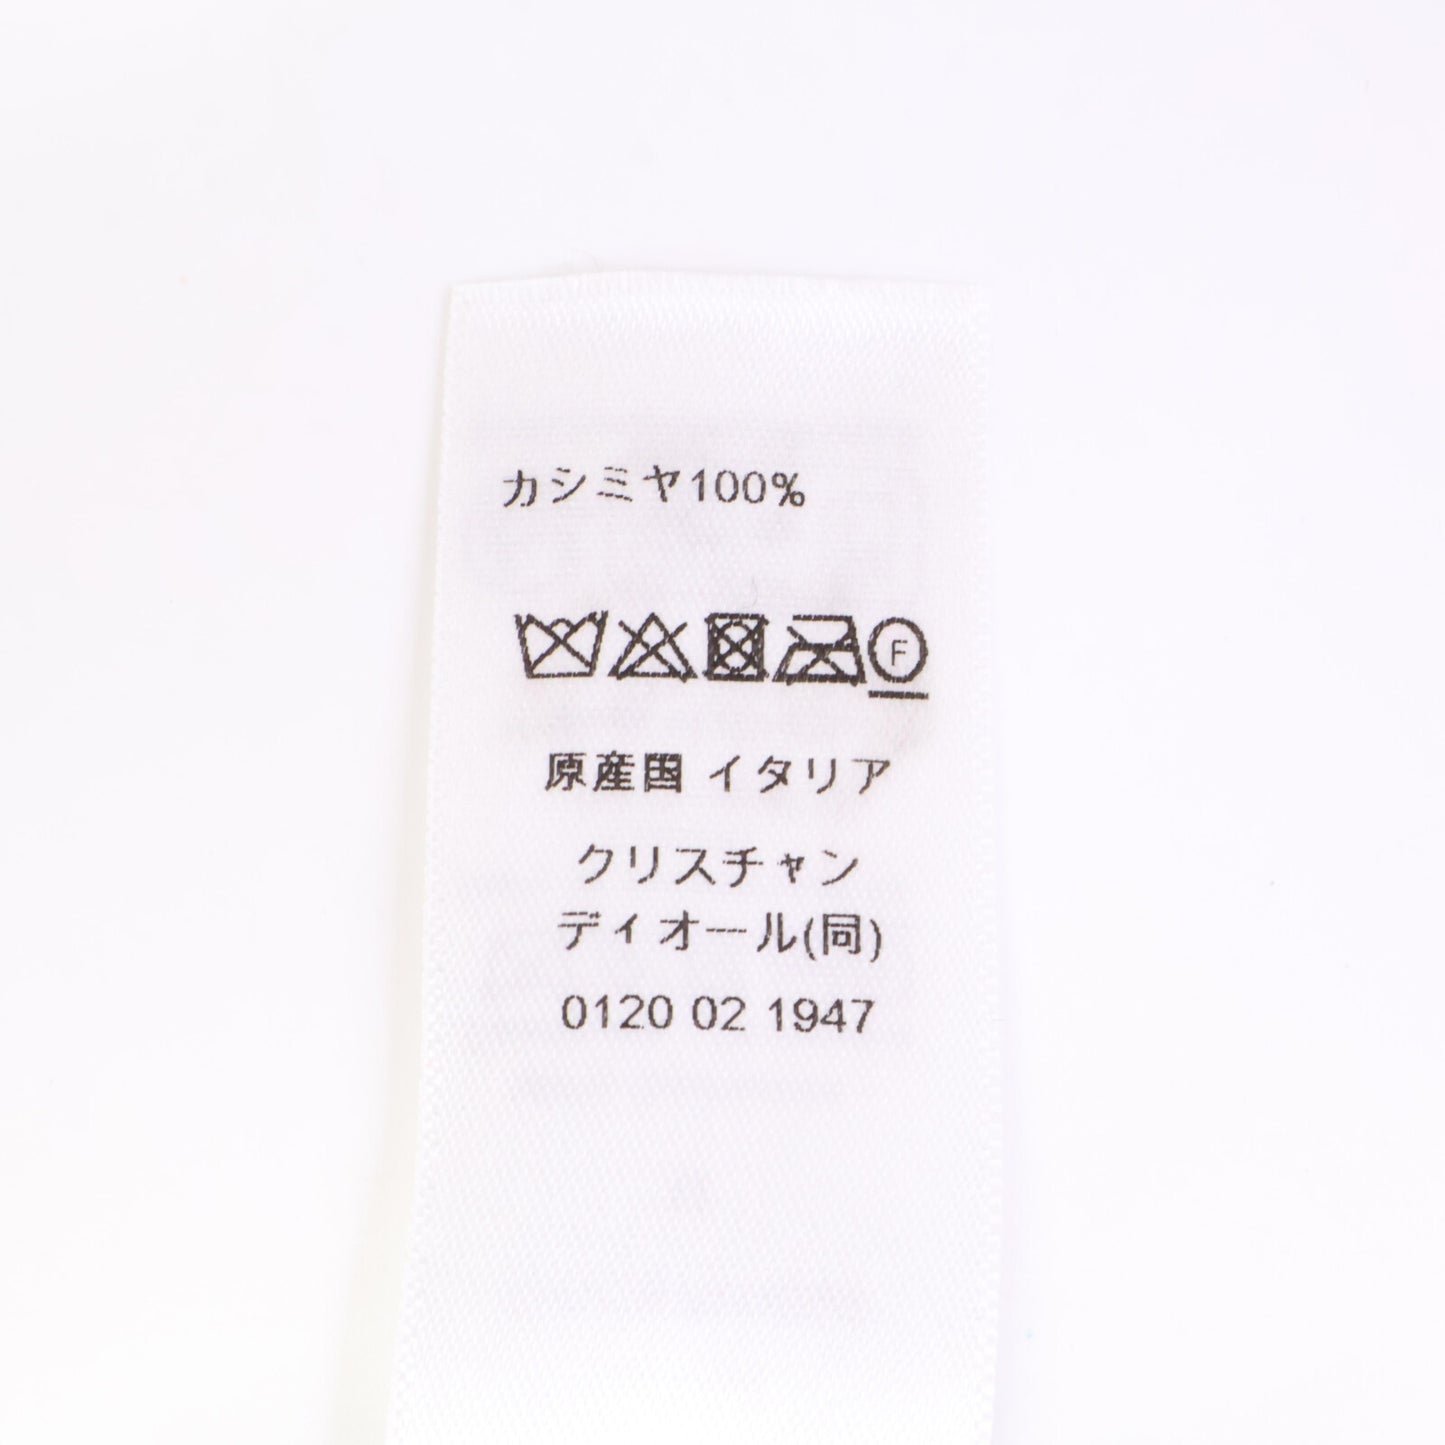 カシミヤ100%
F
原産国 イタリア
クリスチャン
ディオール(同)
0120 02 1947